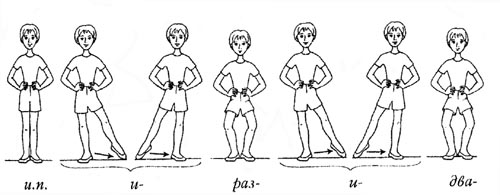 и.п. и- раз- и- два-